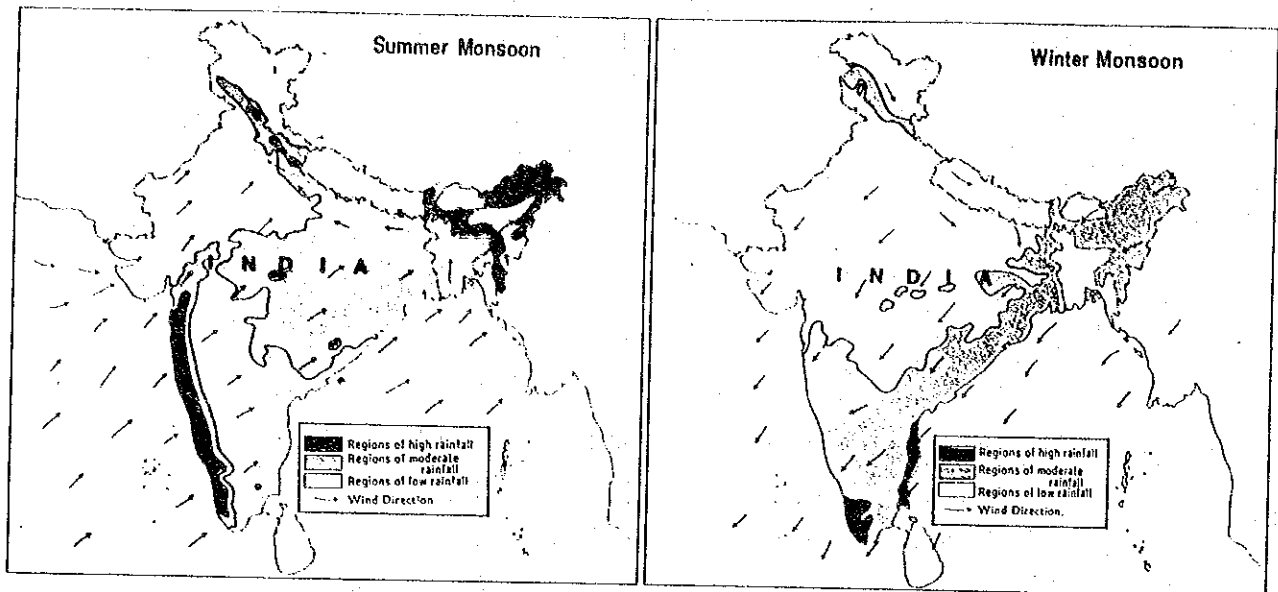 Summer Monsoon
I N D I A
Regions of high rainfall
Regions of moderate
rainfall
Regions of low rainfall
Wind Direction
Winter Monsoon
I N D I A
Regions of high rainfall
Regions of moderate
rainfall
Regions of low rainfall
Wind Direction.